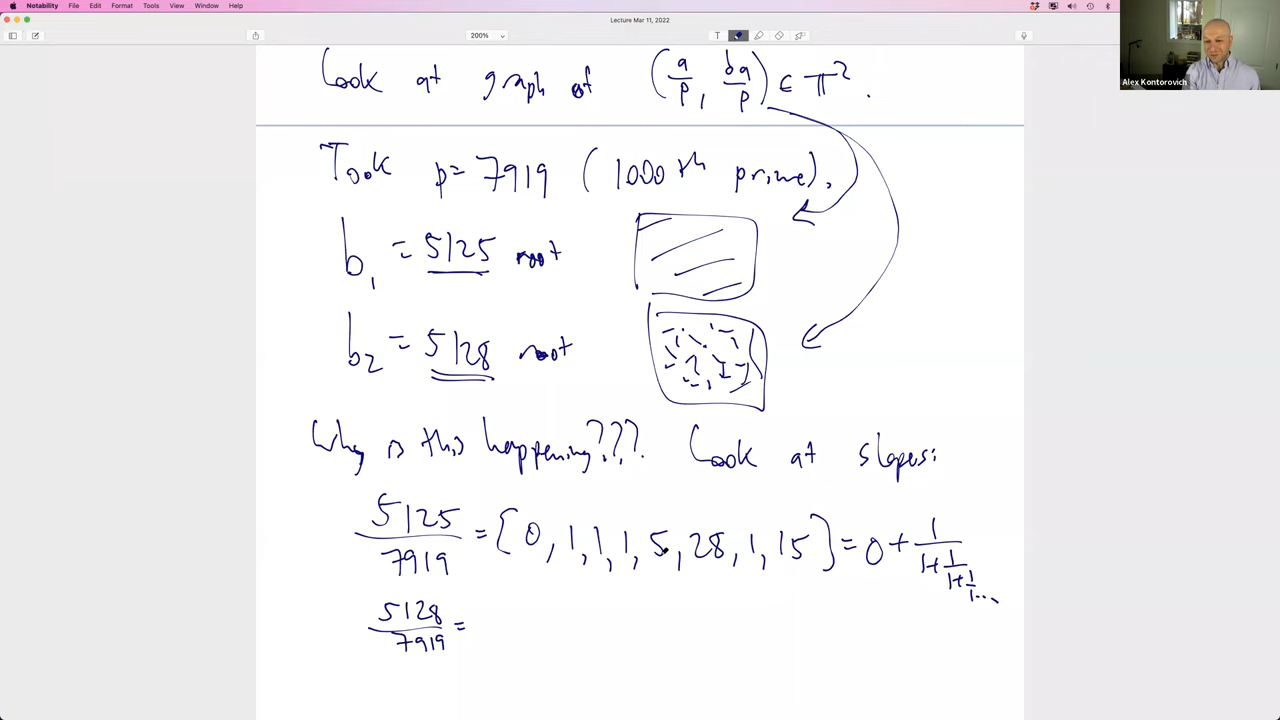 Notability File Edit Format View Tools Window Help
Lecture Mar 11, 2022
200%
Alex Kontorovich
Look at graph of (a/p, ba/p) ∈ 𝕋².
Took p = 7919 (1000th prime).
b₁ = 5125 root
b₂ = 5128 root
Why is this happening??? Look at slopes:
5125/7919 = [0, 1, 1, 1, 5, 28, 1, 15] = 0 + 1/(1+1/(1+1/1...
5128/7919 =